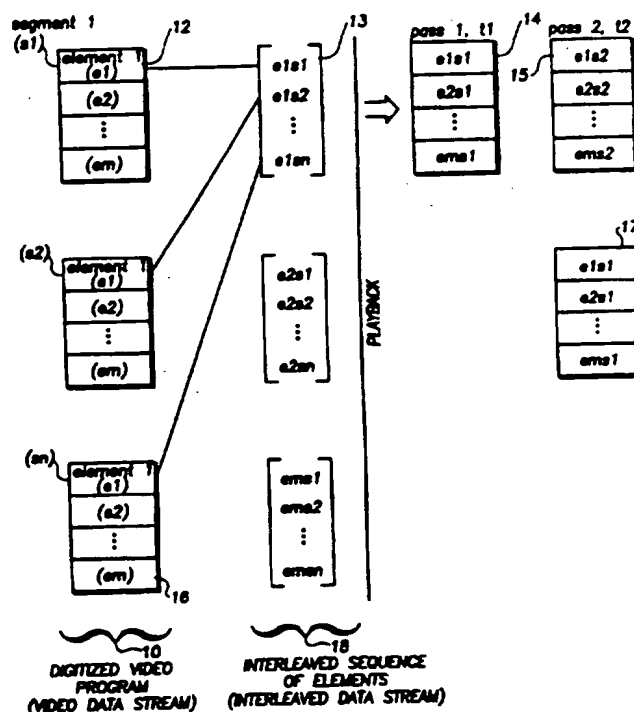 segment 1
(s1)
element 1
(e1)
(e2)
⋮
(em)
12
(s2)
element 1
(e1)
(e2)
⋮
(em)
(sn)
element 1
(e1)
(e2)
⋮
(em)
16
10
DIGITIZED VIDEO
PROGRAM
(VIDEO DATA STREAM)
13
e1s1
e1s2
⋮
e1sn
e2s1
e2s2
⋮
e2sn
ems1
ems2
⋮
emsn
18
INTERLEAVED SEQUENCE
OF ELEMENTS
(INTERLEAVED DATA STREAM)
PLAYBACK
pass 1, t1
14
e1s1
e2s1
⋮
ems1
pass 2, t2
15
e1s2
e2s2
⋮
ems2
17
e1s1
e2s1
⋮
ems1